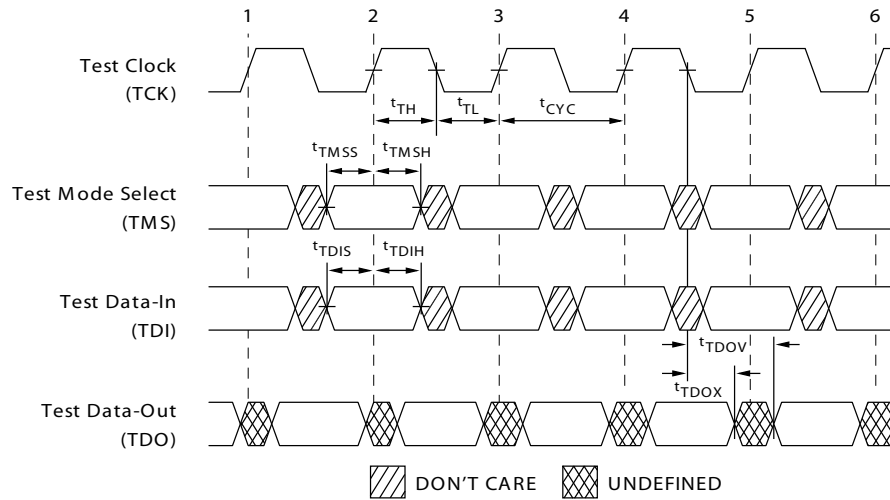 1 2 3 4 5 6
Test Clock
(TCK)
tTH tTL tCYC
tTMSS tTMSH
Test Mode Select
(TMS)
tTDIS tTDIH
Test Data-In
(TDI)
tTDOV
tTDOX
Test Data-Out
(TDO)
DON'T CARE UNDEFINED